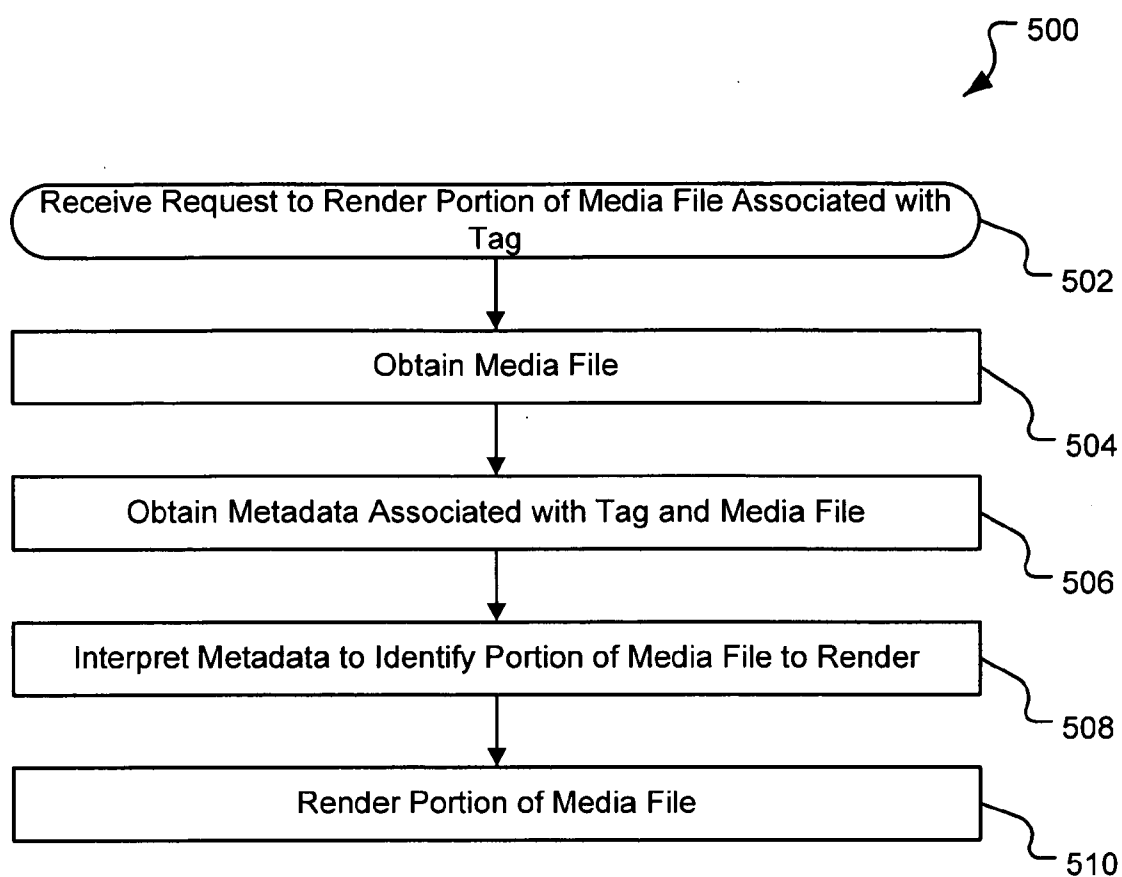 500
Receive Request to Render Portion of Media File Associated with
Tag
502
Obtain Media File
504
Obtain Metadata Associated with Tag and Media File
506
Interpret Metadata to Identify Portion of Media File to Render
508
Render Portion of Media File
510